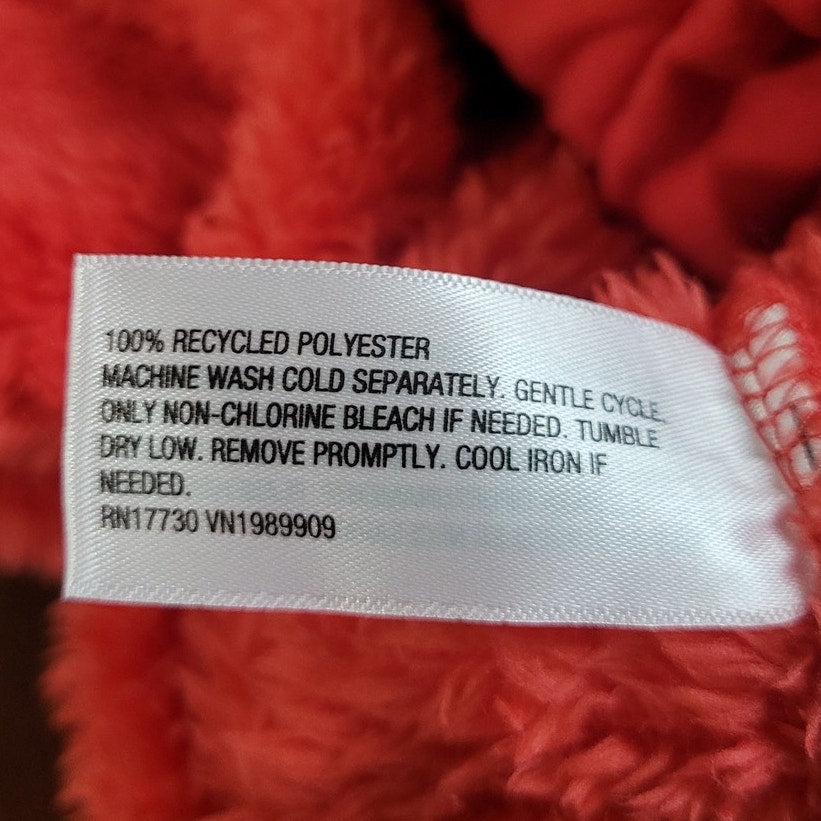 100% RECYCLED POLYESTER
MACHINE WASH COLD SEPARATELY. GENTLE CYCLE.
ONLY NON-CHLORINE BLEACH IF NEEDED. TUMBLE
DRY LOW. REMOVE PROMPTLY. COOL IRON IF
NEEDED.
RN17730 VN1989909